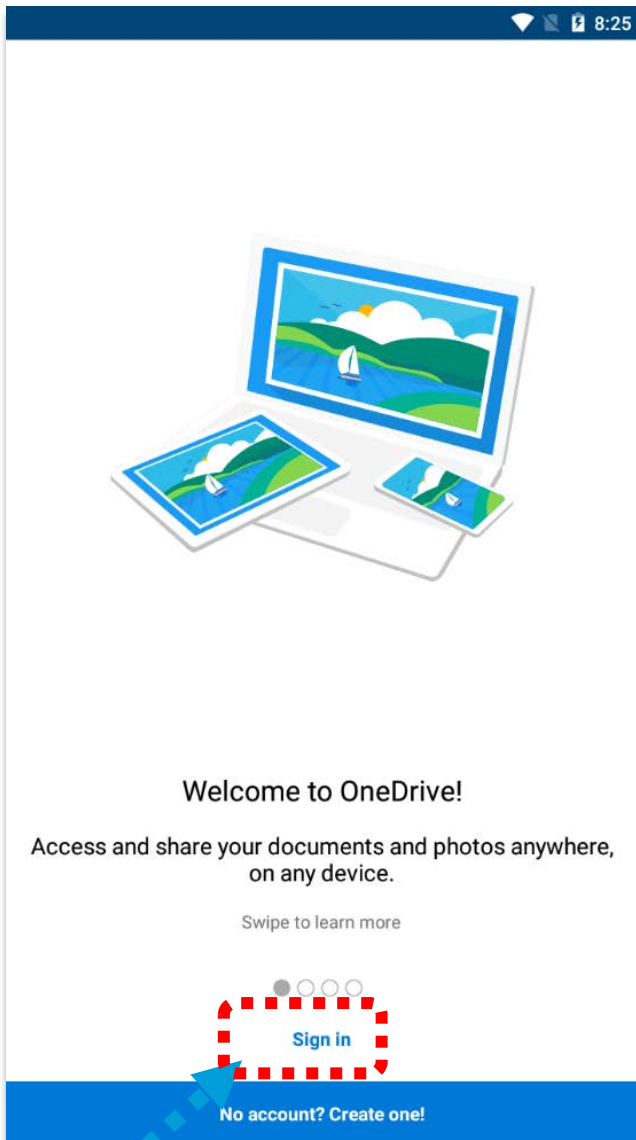 8:25
Welcome to OneDrive!
Access and share your documents and photos anywhere,
on any device.
Swipe to learn more
Sign in
No account? Create one!